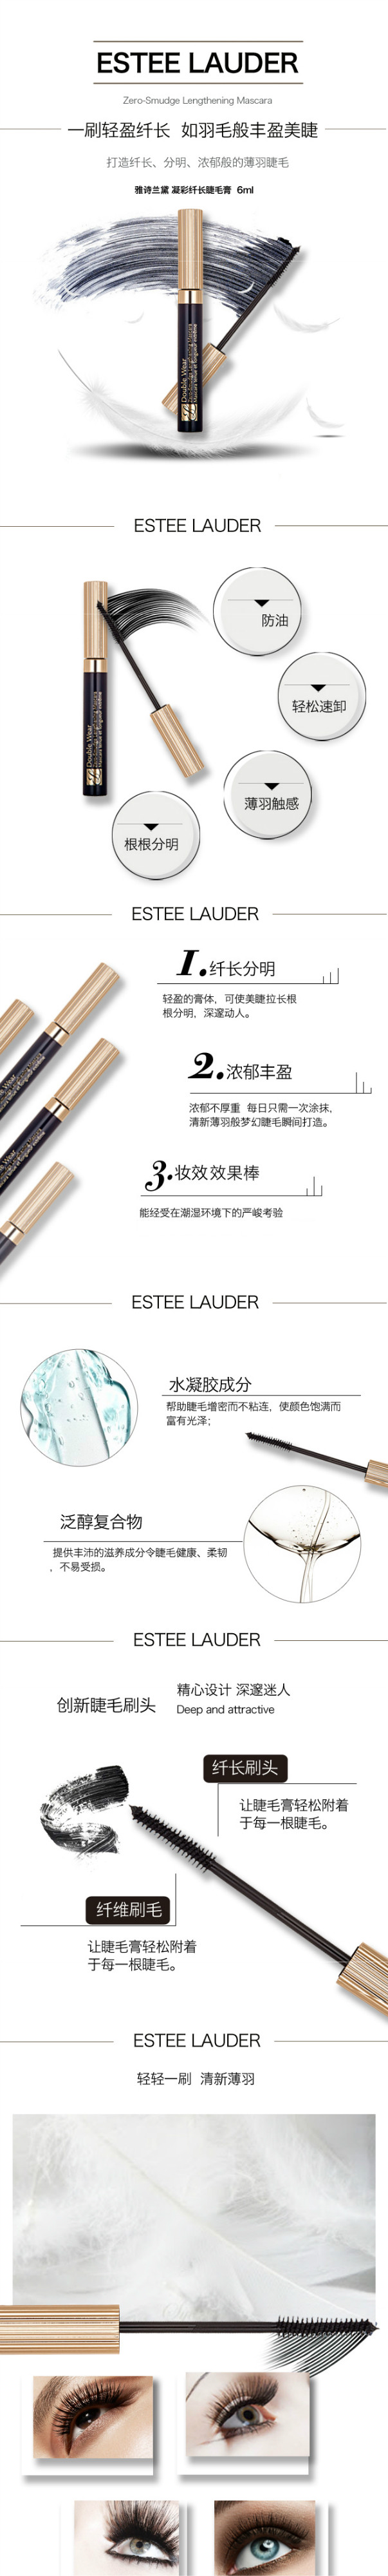 ESTEE LAUDER
Zero-Smudge Lengthening Mascara
一刷轻盈纤长 如羽毛般丰盈美睫
打造纤长、分明、浓郁般的薄羽睫毛
雅诗兰黛 凝彩纤长睫毛膏 6ml
Double Wear
Zero-Smudge Lengthening Mascara
ESTEE LAUDER
防油
轻松速卸
薄羽触感
根根分明
Double Wear
Zero-Smudge Lengthening Mascara
ESTEE LAUDER
1.纤长分明
轻盈的膏体，可使美睫拉长根
根分明，深邃动人。
2.浓郁丰盈
浓郁不厚重 每日只需一次涂抹，
清新薄羽般梦幻睫毛瞬间打造。
3.妆效效果棒
能经受在潮湿环境下的严峻考验
ESTEE LAUDER
水凝胶成分
帮助睫毛增密而不粘连，使颜色饱满而
富有光泽；
泛醇复合物
提供丰沛的滋养成分令睫毛健康、柔韧
，不易受损。
ESTEE LAUDER
创新睫毛刷头
精心设计 深邃迷人
Deep and attractive
纤长刷头
让睫毛膏轻松附着
于每一根睫毛。
纤维刷毛
让睫毛膏轻松附着
于每一根睫毛。
ESTEE LAUDER
轻轻一刷 清新薄羽